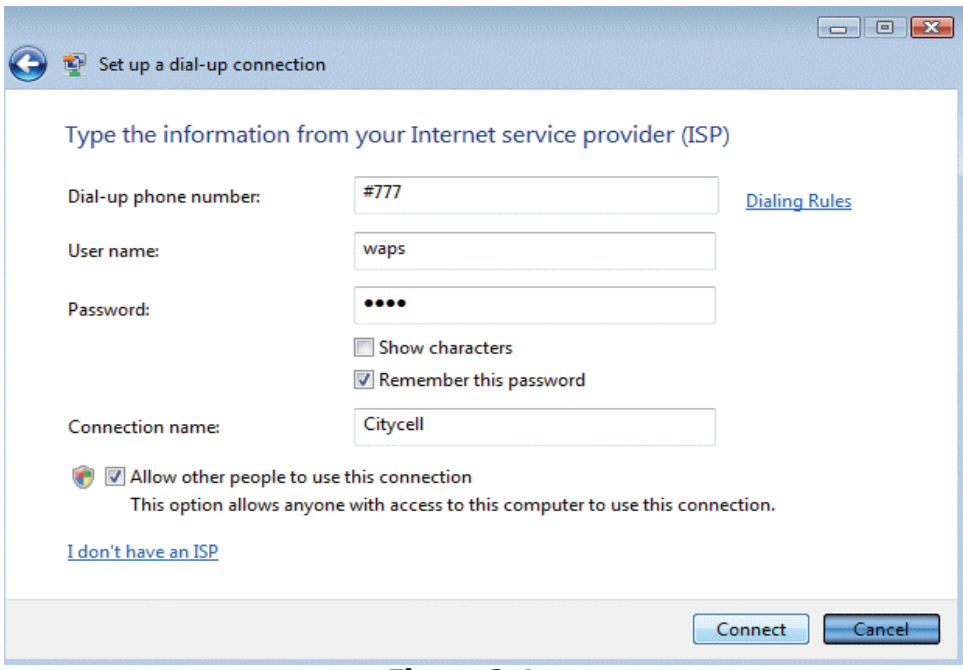 Set up a dial-up connection
Type the information from your Internet service provider (ISP)
Dial-up phone number: #777 Dialing Rules
User name: waps
Password: ••••
Show characters
Remember this password
Connection name: Citycell
Allow other people to use this connection
This option allows anyone with access to this computer to use this connection.
I don't have an ISP
Connect Cancel